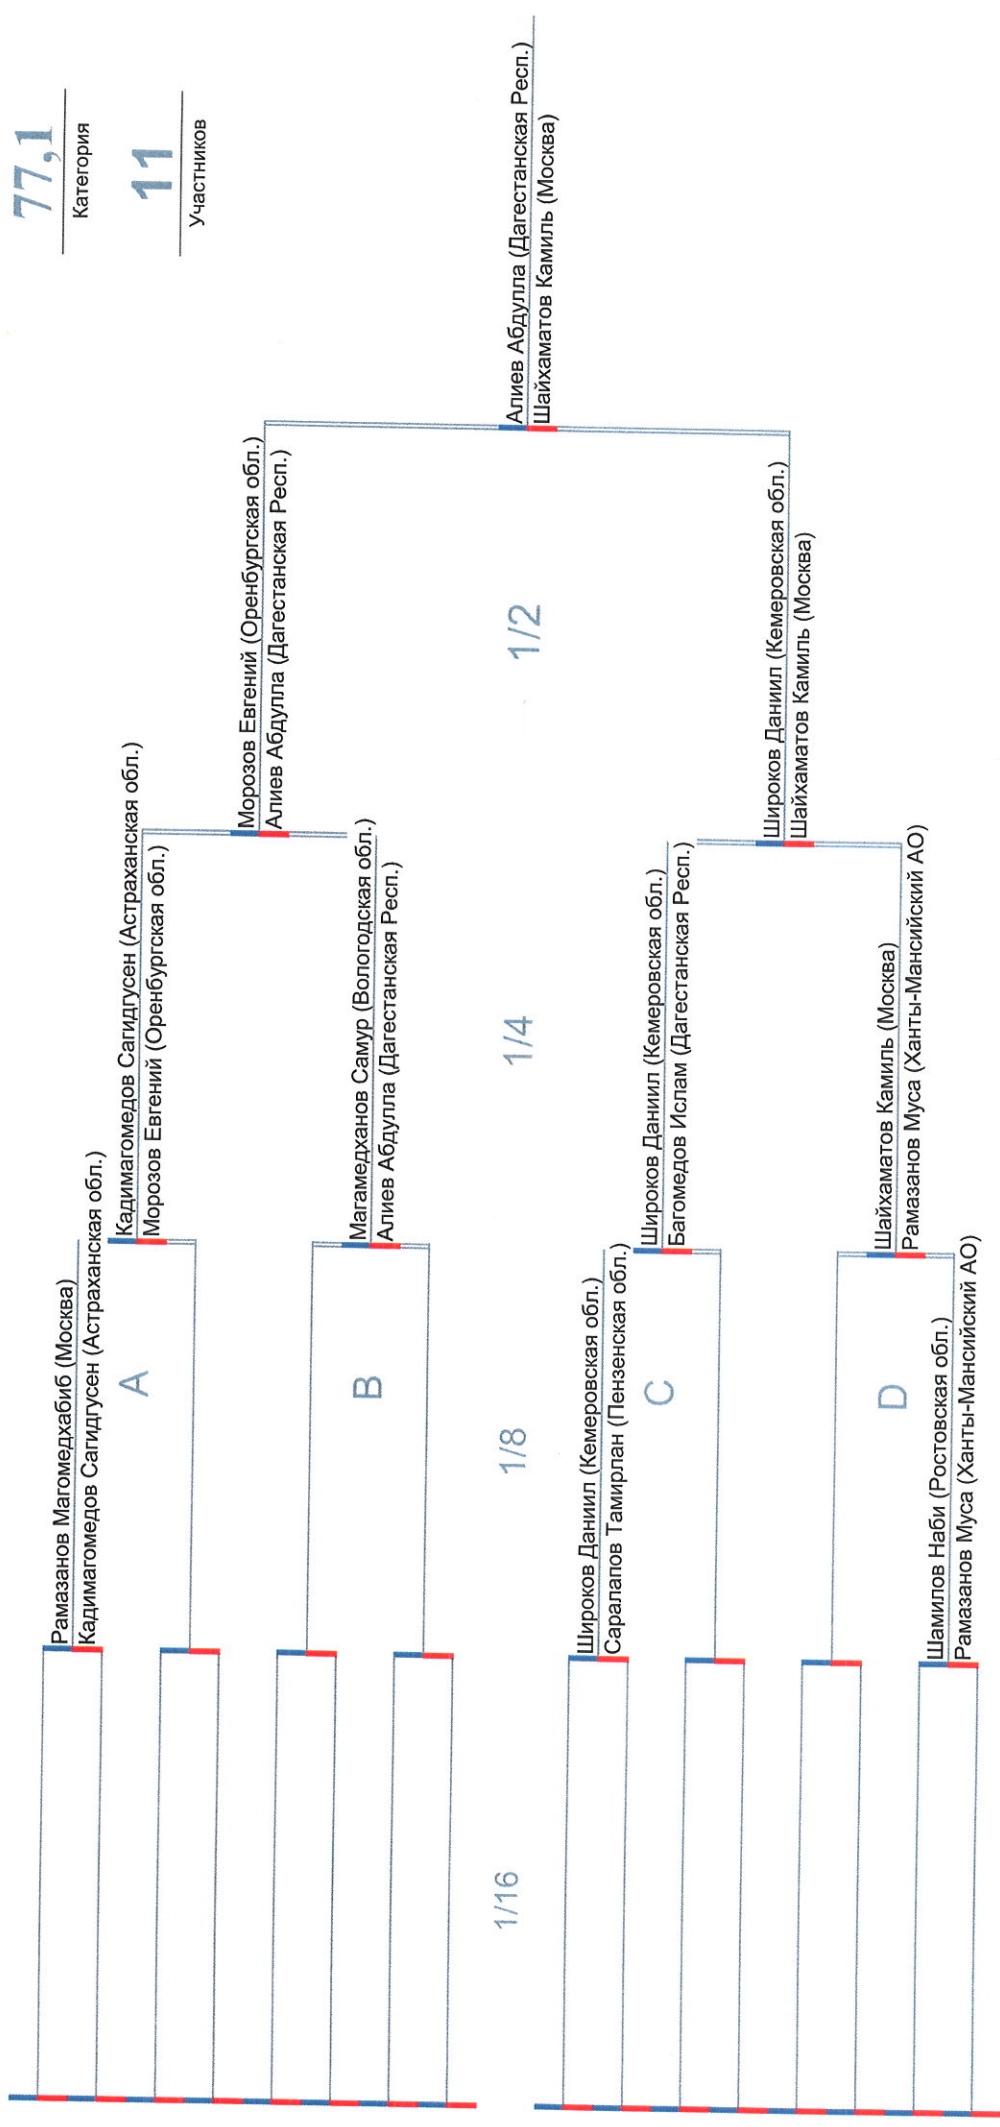 77,1
Категория
11
Участников
Рамазанов Магомедхабиб (Москва)
Кадимагомедов Сагидгусен (Астраханская обл.)
A
Кадимагомедов Сагидгусен (Астраханская обл.)
Морозов Евгений (Оренбургская обл.)
Морозов Евгений (Оренбургская обл.)
Алиев Абдулла (Дагестанская Респ.)
B
Магамедханов Самур (Вологодская обл.)
Алиев Абдулла (Дагестанская Респ.)
1/16
1/8
1/4
1/2
Алиев Абдулла (Дагестанская Респ.)
Шайхаматов Камиль (Москва)
Широков Даниил (Кемеровская обл.)
Саралапов Тамирлан (Пензенская обл.)
C
Широков Даниил (Кемеровская обл.)
Багомедов Ислам (Дагестанская Респ.)
Широков Даниил (Кемеровская обл.)
Шайхаматов Камиль (Москва)
D
Шайхаматов Камиль (Москва)
Рамазанов Муса (Ханты-Мансийский АО)
Шамилов Наби (Ростовская обл.)
Рамазанов Муса (Ханты-Мансийский АО)